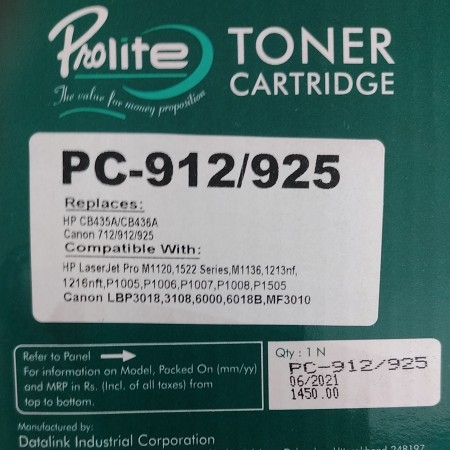 Prolite TONER
CARTRIDGE
The value for money proposition
PC-912/925
Replaces:
HP CB435A/CB436A
Canon 712/912/925
Compatible With:
HP LaserJet Pro M1120,1522 Series,M1136,1213nf,
1216nft,P1005,P1006,P1007,P1008,P1505
Canon LBP3018,3108,6000,6018B,MF3010
Refer to Panel
For information on Model, Packed On (mm/yy)
and MRP in Rs. (Incl. of all taxes) from
top to bottom.
Qty : 1 N
PC-912/925
06/2021
1450.00
Manufactured by:
Datalink Industrial Corporation